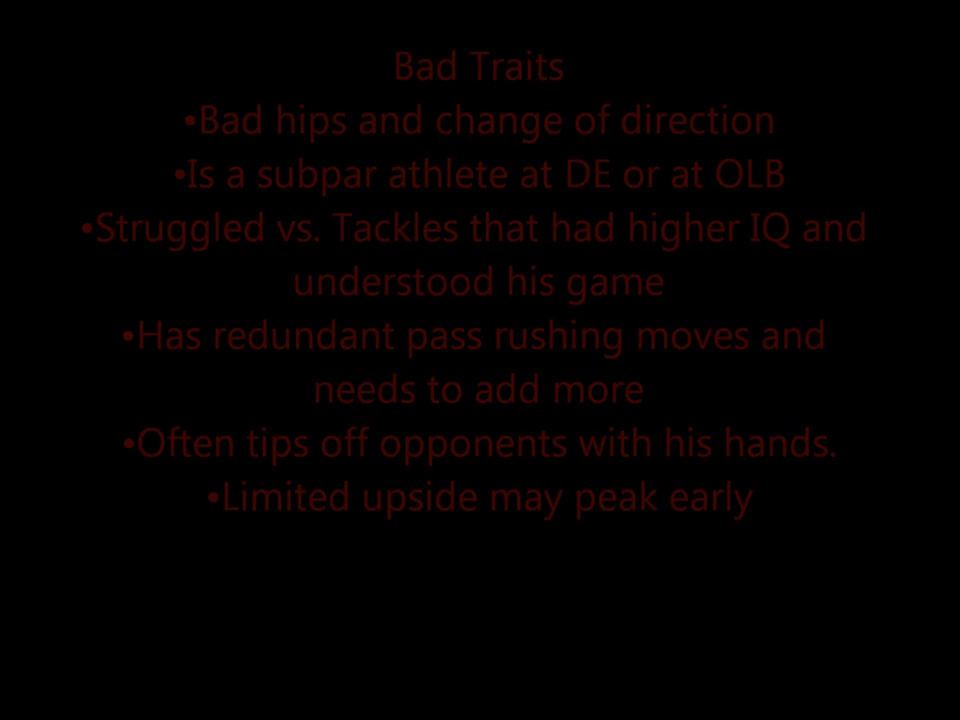 Bad Traits
•Bad hips and change of direction
•Is a subpar athlete at DE or at OLB
•Struggled vs. Tackles that had higher IQ and
understood his game
•Has redundant pass rushing moves and
needs to add more
•Often tips off opponents with his hands.
•Limited upside may peak early